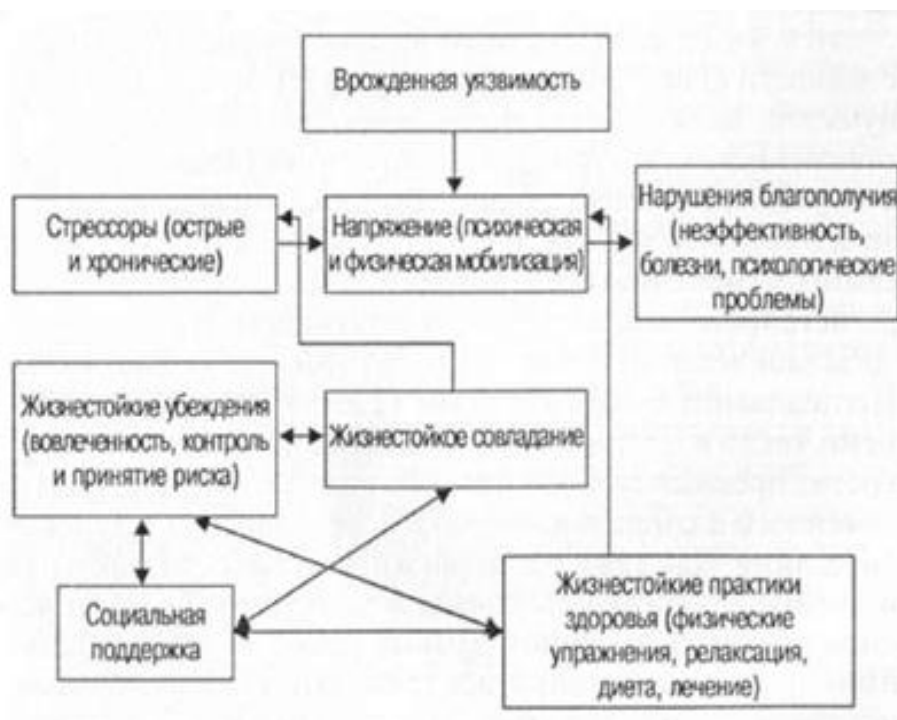 Врожденная уязвимость
Стрессоры (острые
и хронические)
Напряжение (психическая
и физическая мобилизация)
Нарушения благополучия
(неэффективность,
болезни, психологические
проблемы)
Жизнестойкие убеждения
(вовлеченность, контроль
и принятие риска)
Жизнестойкое совладание
Социальная
поддержка
Жизнестойкие практики
здоровья (физические
упражнения, релаксация,
диета, лечение)